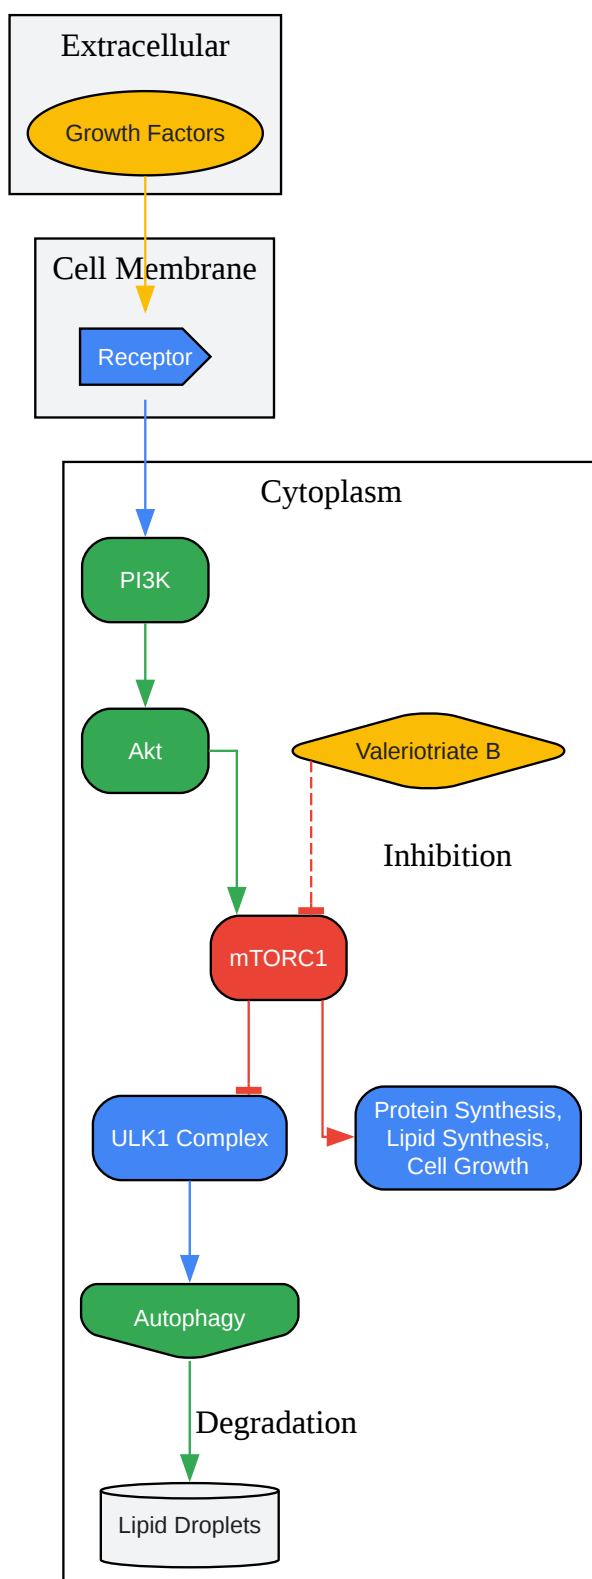 Extracellular
Growth Factors
Cell Membrane
Receptor
Cytoplasm
PI3K
Akt
Valeriotriate B
Inhibition
mTORC1
ULK1 Complex
Protein Synthesis,
Lipid Synthesis,
Cell Growth
Autophagy
Degradation
Lipid Droplets